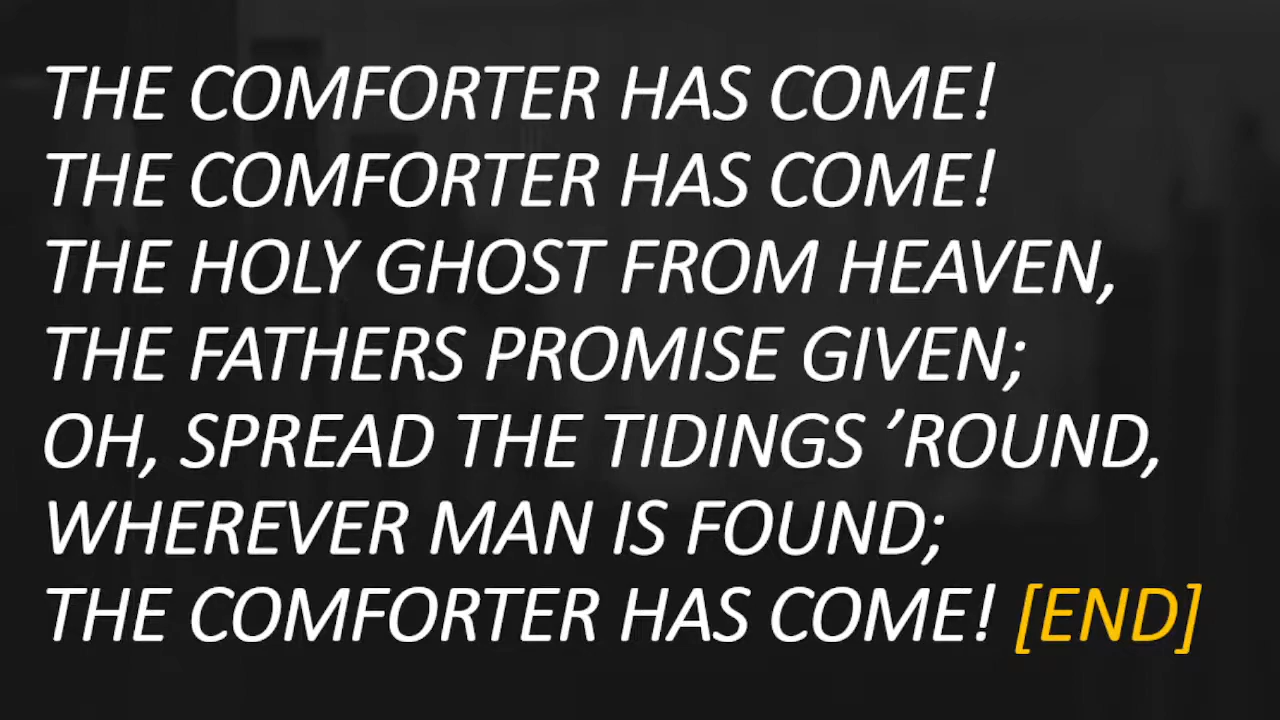 THE COMFORTER HAS COME!
THE COMFORTER HAS COME!
THE HOLY GHOST FROM HEAVEN,
THE FATHERS PROMISE GIVEN;
OH, SPREAD THE TIDINGS ’ROUND,
WHEREVER MAN IS FOUND;
THE COMFORTER HAS COME! [END]